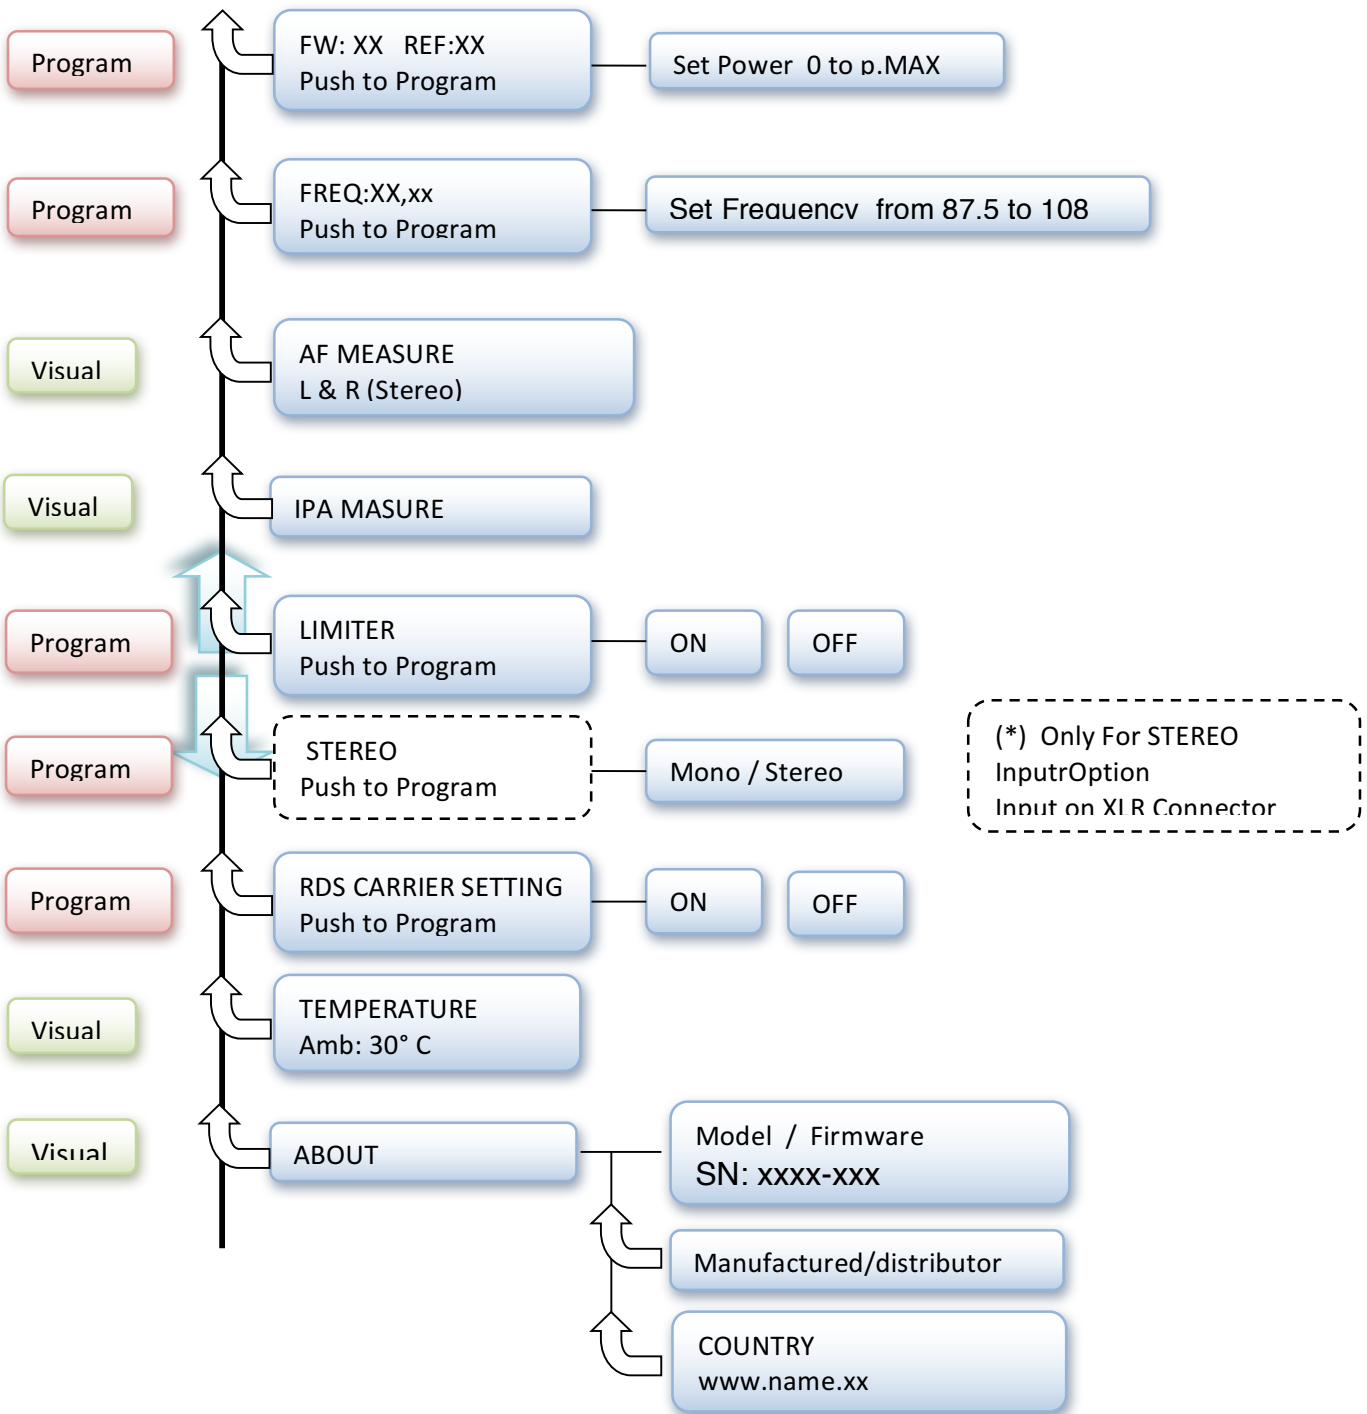 Program
FW: XX   REF:XX
Push to Program
Set Power  0 to p.MAX
Program
FREQ:XX,xx
Push to Program
Set Frequency  from 87.5 to 108
Visual
AF MEASURE
L & R (Stereo)
Visual
IPA MASURE
Program
LIMITER
Push to Program
ON
OFF
Program
STEREO
Push to Program
Mono / Stereo
(*)  Only For STEREO
InputrOption
Input on XLR Connector
Program
RDS CARRIER SETTING
Push to Program
ON
OFF
Visual
TEMPERATURE
Amb: 30° C
Visual
ABOUT
Model  /  Firmware
SN: xxxx-xxx
Manufactured/distributor
COUNTRY
www.name.xx